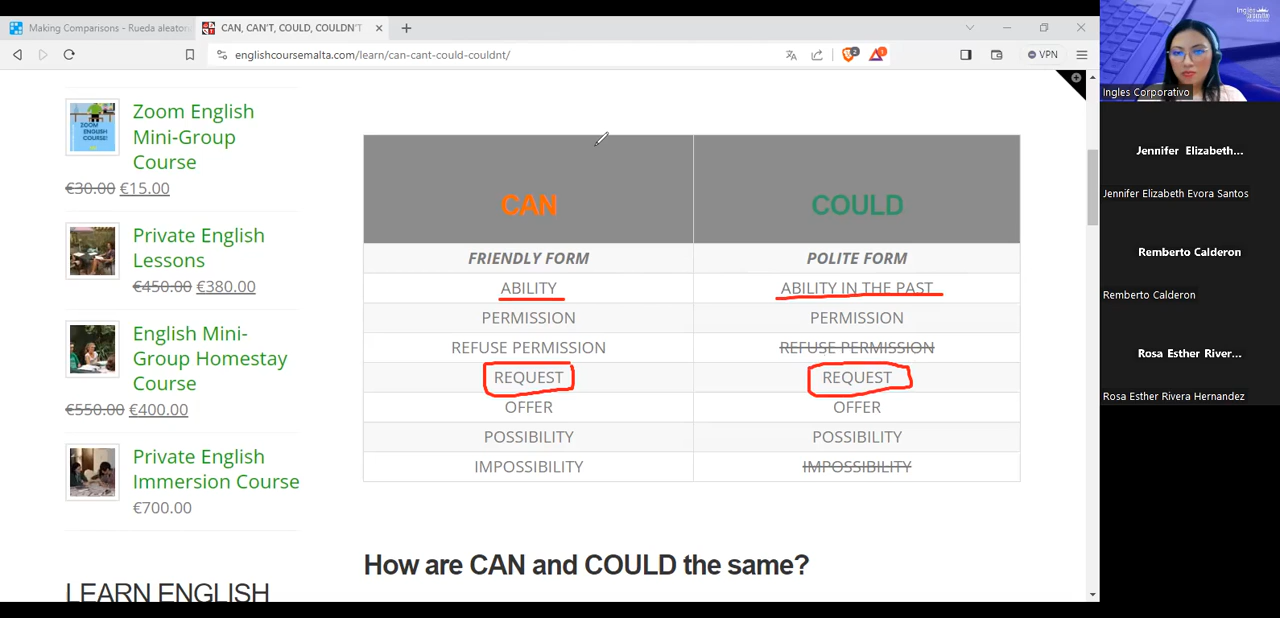 Making Comparisons - Rueda aleator
CAN, CAN'T, COULD, COULDN'T
englishcoursemalta.com/learn/can-cant-could-couldnt/
2
1
VPN
Zoom English
Mini-Group
Course
€30.00 €15.00
Private English
Lessons
€450.00 €380.00
English Mini-
Group Homestay
Course
€550.00 €400.00
Private English
Immersion Course
€700.00
LEARN ENGLISH
CAN COULD
FRIENDLY FORM POLITE FORM
ABILITY ABILITY IN THE PAST
PERMISSION PERMISSION
REFUSE PERMISSION REFUSE PERMISSION
REQUEST REQUEST
OFFER OFFER
POSSIBILITY POSSIBILITY
IMPOSSIBILITY IMPOSSIBILITY
How are CAN and COULD the same?
Ingles
Ingles Corporativo
Jennifer Elizabeth...
Jennifer Elizabeth Evora Santos
Remberto Calderon
Remberto Calderon
Rosa Esther River...
Rosa Esther Rivera Hernandez